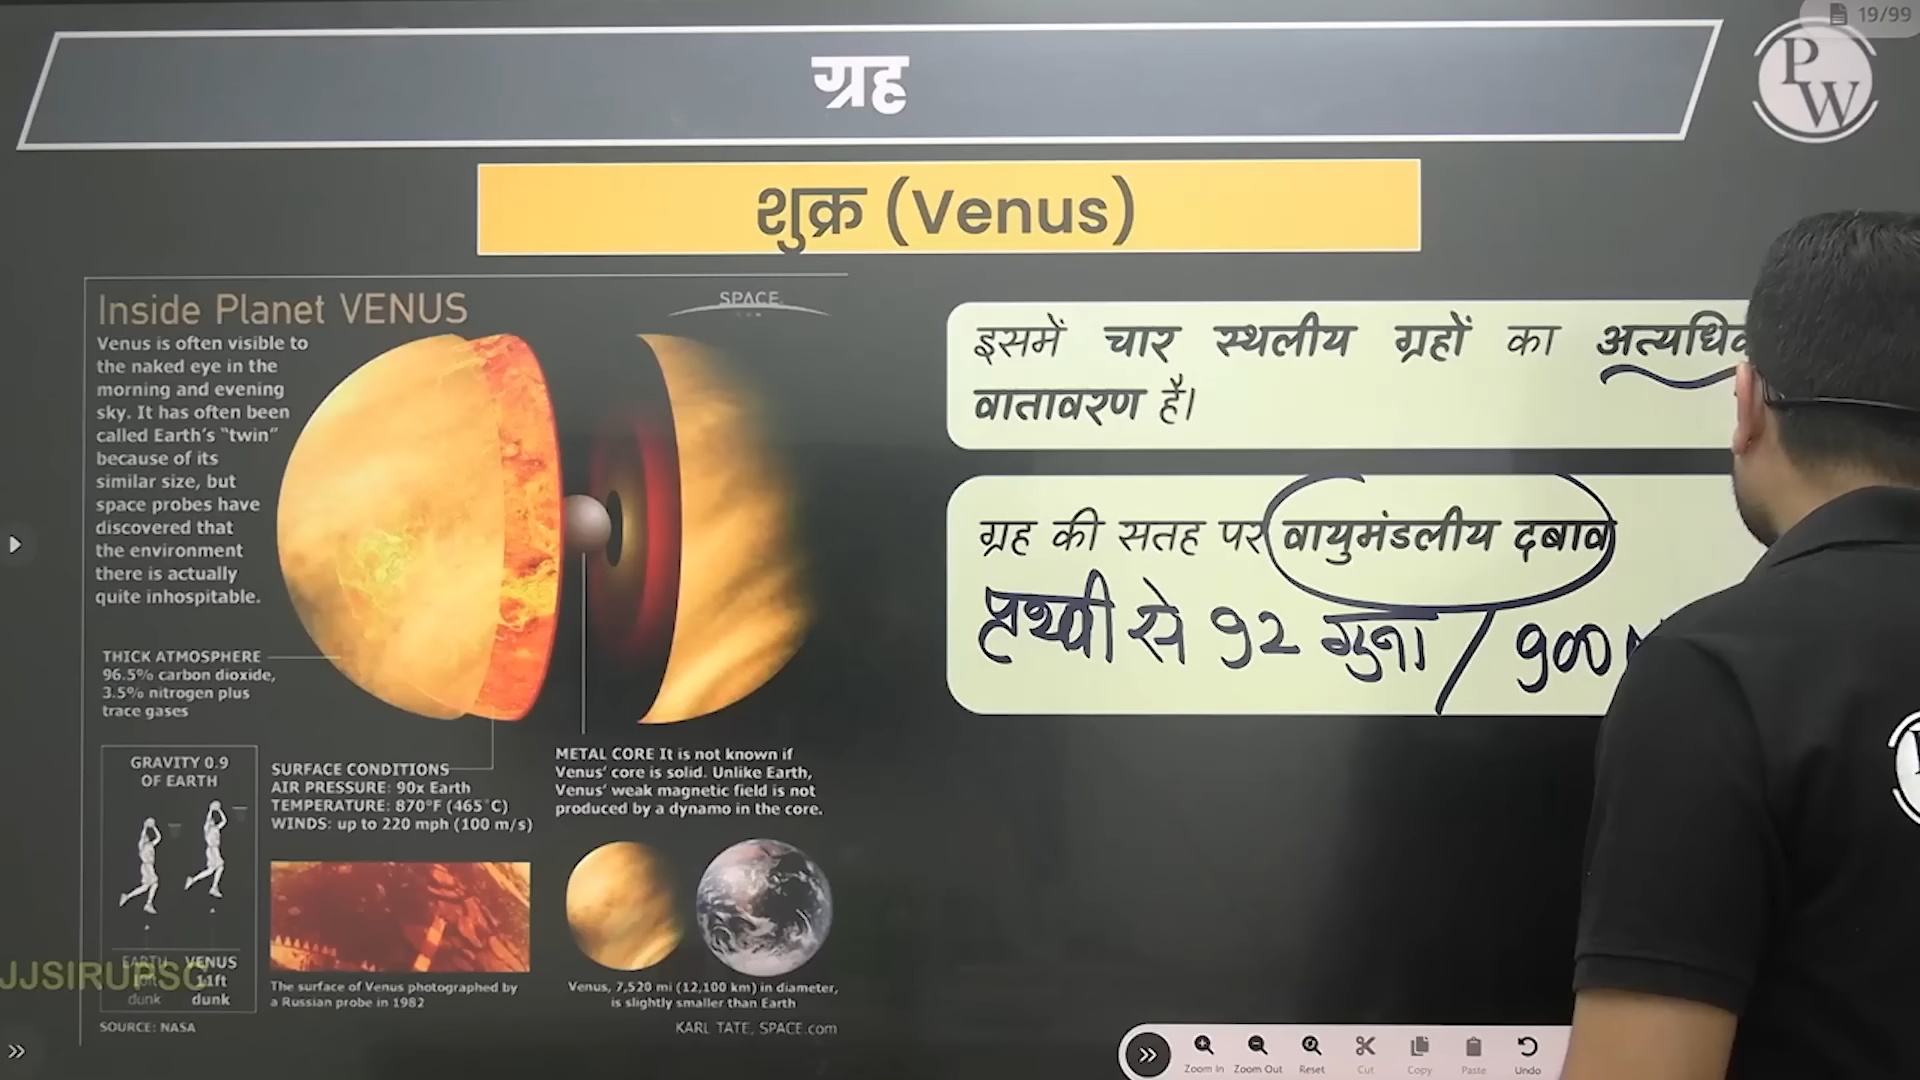 19/99
ग्रह
PW
शुक्र (Venus)
Inside Planet VENUS
SPACE
Venus is often visible to
the naked eye in the
morning and evening
sky. It has often been
called Earth's "twin"
because of its
similar size, but
space probes have
discovered that
the environment
there is actually
quite inhospitable.
THICK ATMOSPHERE
96.5% carbon dioxide,
3.5% nitrogen plus
trace gases
GRAVITY 0.9
OF EARTH
EARTH VENUS
10ft 11ft
dunk dunk
SOURCE: NASA
SURFACE CONDITIONS
AIR PRESSURE: 90x Earth
TEMPERATURE: 870°F (465°C)
WINDS: up to 220 mph (100 m/s)
METAL CORE It is not known if
Venus' core is solid. Unlike Earth,
Venus' weak magnetic field is not
produced by a dynamo in the core.
The surface of Venus photographed by
a Russian probe in 1982
Venus, 7,520 mi (12,100 km) in diameter,
is slightly smaller than Earth
KARL TATE, SPACE.com
JJSIRUPSC
इसमें चार स्थलीय ग्रहों का
वातावरण है।
ग्रह की सतह पर वायुमंडलीय दबाव
पृथ्वी से 92 गुना / 900
Zoom In Zoom Out Reset Cut Copy Paste Undo